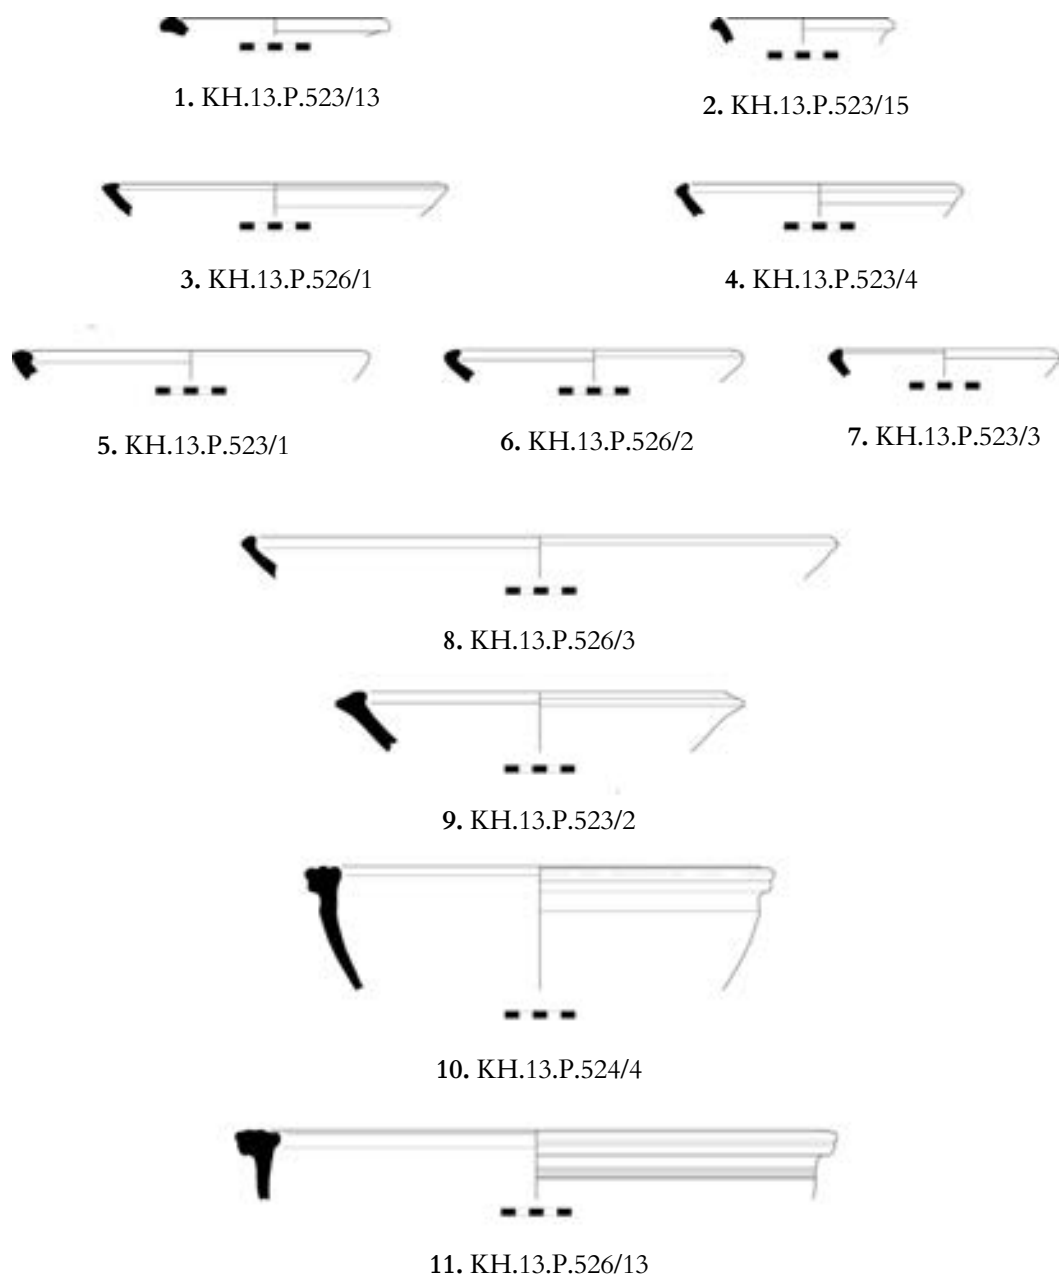 1. KH.13.P.523/13
2. KH.13.P.523/15
3. KH.13.P.526/1
4. KH.13.P.523/4
5. KH.13.P.523/1
6. KH.13.P.526/2
7. KH.13.P.523/3
8. KH.13.P.526/3
9. KH.13.P.523/2
10. KH.13.P.524/4
11. KH.13.P.526/13